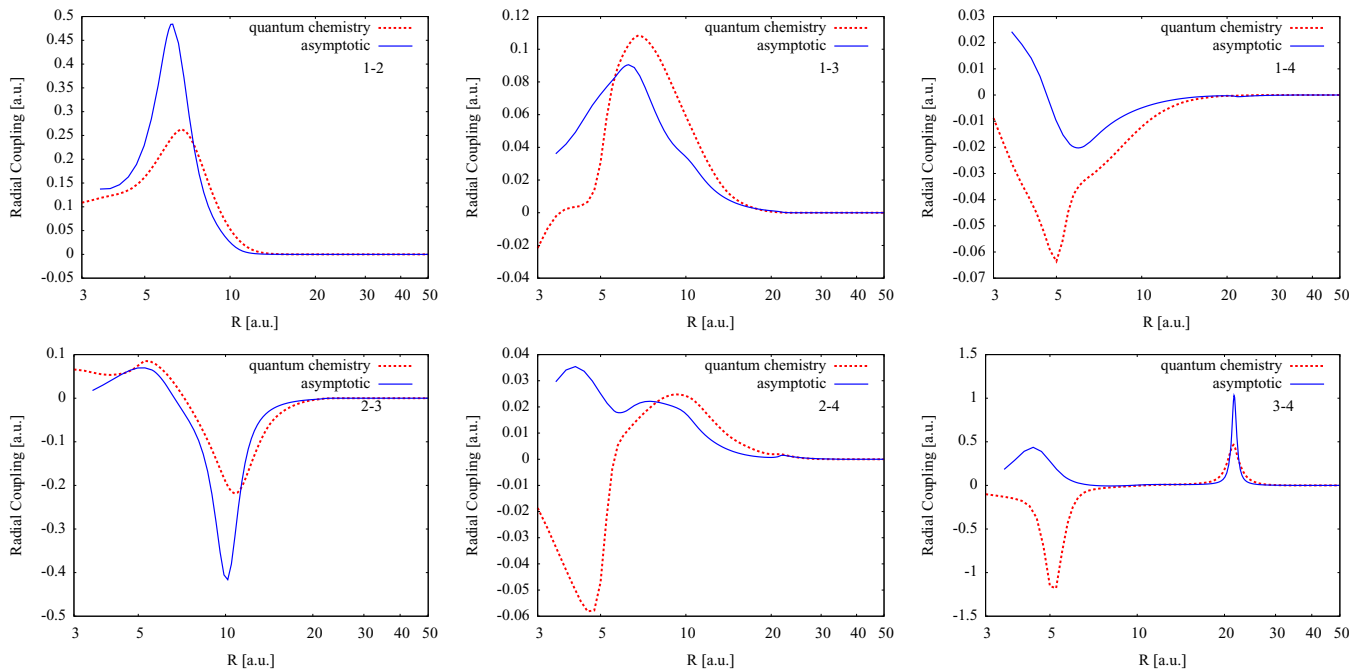 0.5
0.45
0.4
0.35
0.3
0.25
0.2
0.15
0.1
0.05
0
-0.05
Radial Coupling [a.u.]
quantum chemistry
asymptotic
1-2
3 5 10 20 30 40 50
R [a.u.]
0.12
0.1
0.08
0.06
0.04
0.02
0
-0.02
-0.04
Radial Coupling [a.u.]
quantum chemistry
asymptotic
1-3
3 5 10 20 30 40 50
R [a.u.]
0.03
0.02
0.01
0
-0.01
-0.02
-0.03
-0.04
-0.05
-0.06
-0.07
Radial Coupling [a.u.]
quantum chemistry
asymptotic
1-4
3 5 10 20 30 40 50
R [a.u.]
0.1
0
-0.1
-0.2
-0.3
-0.4
-0.5
Radial Coupling [a.u.]
quantum chemistry
asymptotic
2-3
3 5 10 20 30 40 50
R [a.u.]
0.04
0.03
0.02
0.01
0
-0.01
-0.02
-0.03
-0.04
-0.05
-0.06
Radial Coupling [a.u.]
quantum chemistry
asymptotic
2-4
3 5 10 20 30 40 50
R [a.u.]
1.5
1
0.5
0
-0.5
-1
-1.5
Radial Coupling [a.u.]
quantum chemistry
asymptotic
3-4
3 5 10 20 30 40 50
R [a.u.]